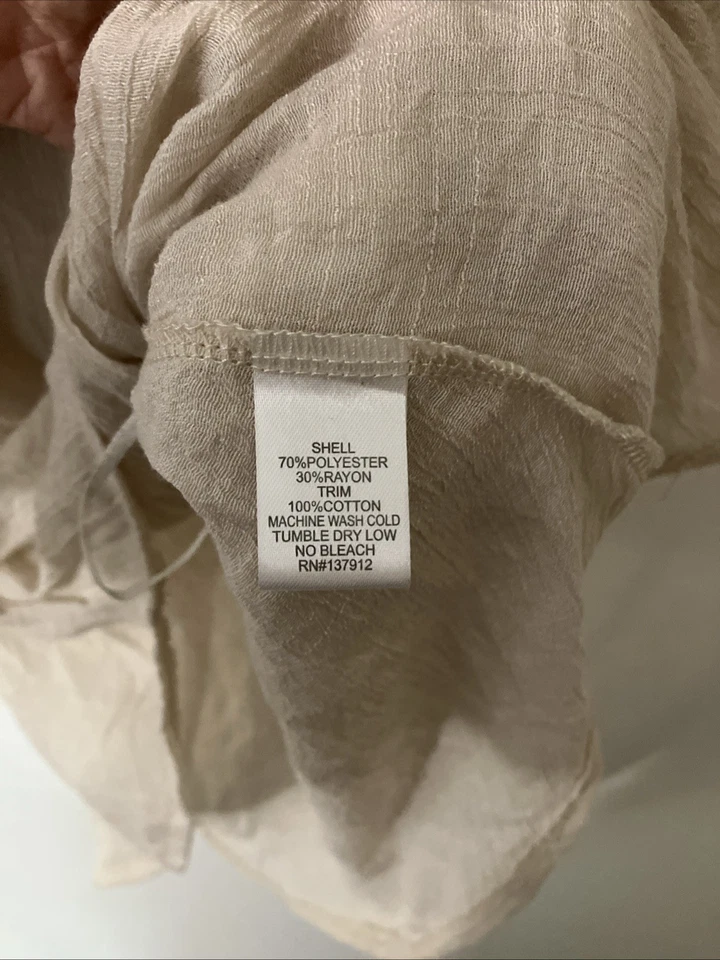 SHELL
70%POLYESTER
30%RAYON
TRIM
100%COTTON
MACHINE WASH COLD
TUMBLE DRY LOW
NO BLEACH
RN#137912